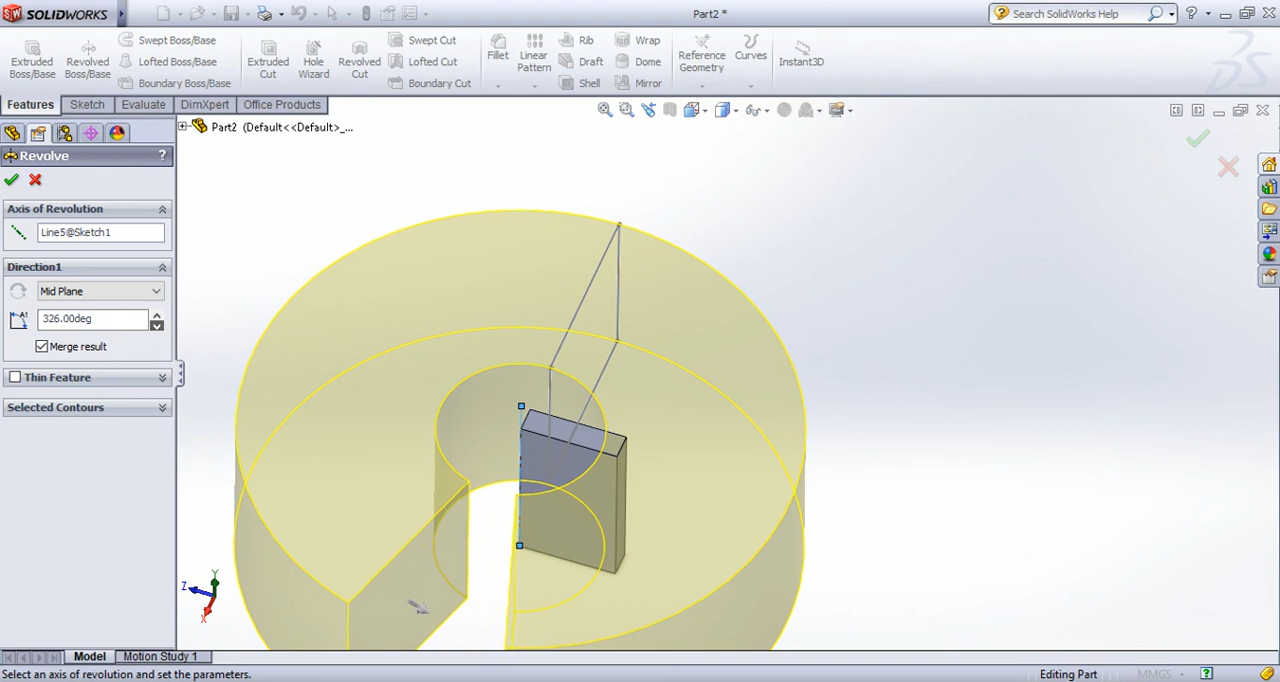 SOLIDWORKS
Part2 *
Search SolidWorks Help
Extruded Boss/Base
Revolved Boss/Base
Swept Boss/Base
Lofted Boss/Base
Boundary Boss/Base
Extruded Cut
Hole Wizard
Revolved Cut
Swept Cut
Lofted Cut
Boundary Cut
Fillet
Linear Pattern
Rib
Draft
Shell
Wrap
Dome
Mirror
Reference Geometry
Curves
Instant3D
Features
Sketch
Evaluate
DimXpert
Office Products
Part2 (Default<<Default>_...
Revolve
?
Axis of Revolution
Line5@Sketch1
Direction1
Mid Plane
326.00deg
Merge result
Thin Feature
Selected Contours
Y
Z
X
Model
Motion Study 1
Select an axis of revolution and set the parameters.
Editing Part
MMGS